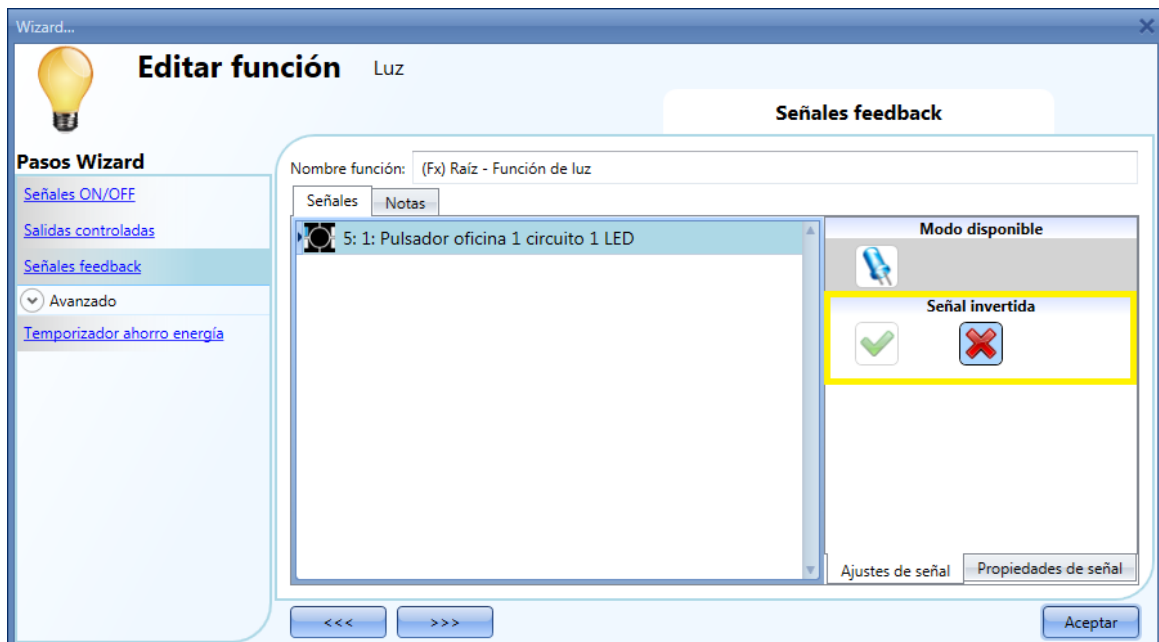 Wizard...
Editar función Luz
Señales feedback
Pasos Wizard
Señales ON/OFF
Salidas controladas
Señales feedback
Avanzado
Temporizador ahorro energía
Nombre función: (Fx) Raíz - Función de luz
Señales Notas
5: 1: Pulsador oficina 1 circuito 1 LED
Modo disponible
Señal invertida
Ajustes de señal Propiedades de señal
<<< >>> Aceptar